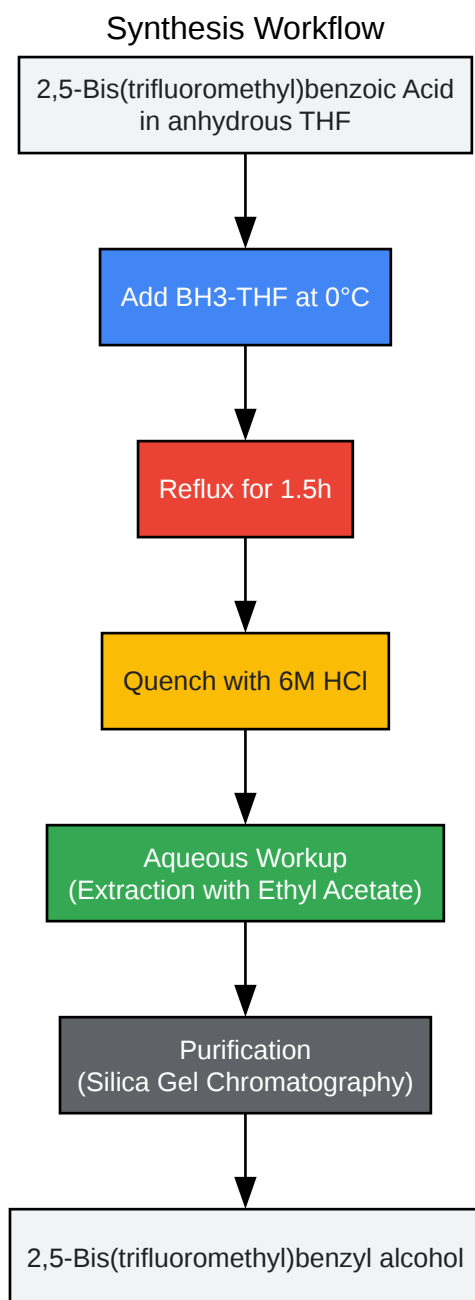 Synthesis Workflow
2,5-Bis(trifluoromethyl)benzoic Acid
in anhydrous THF
Add BH3-THF at 0°C
Reflux for 1.5h
Quench with 6M HCl
Aqueous Workup
(Extraction with Ethyl Acetate)
Purification
(Silica Gel Chromatography)
2,5-Bis(trifluoromethyl)benzyl alcohol